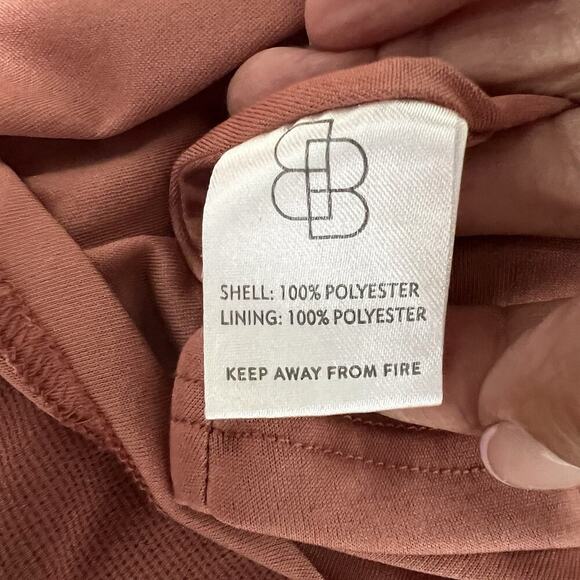 SHELL: 100% POLYESTER
LINING: 100% POLYESTER
KEEP AWAY FROM FIRE